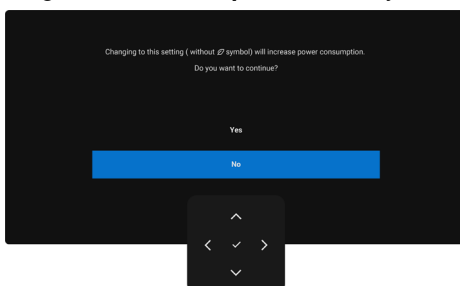 Changing to this setting ( without symbol) will increase power consumption.
Do you want to continue?
Yes
No